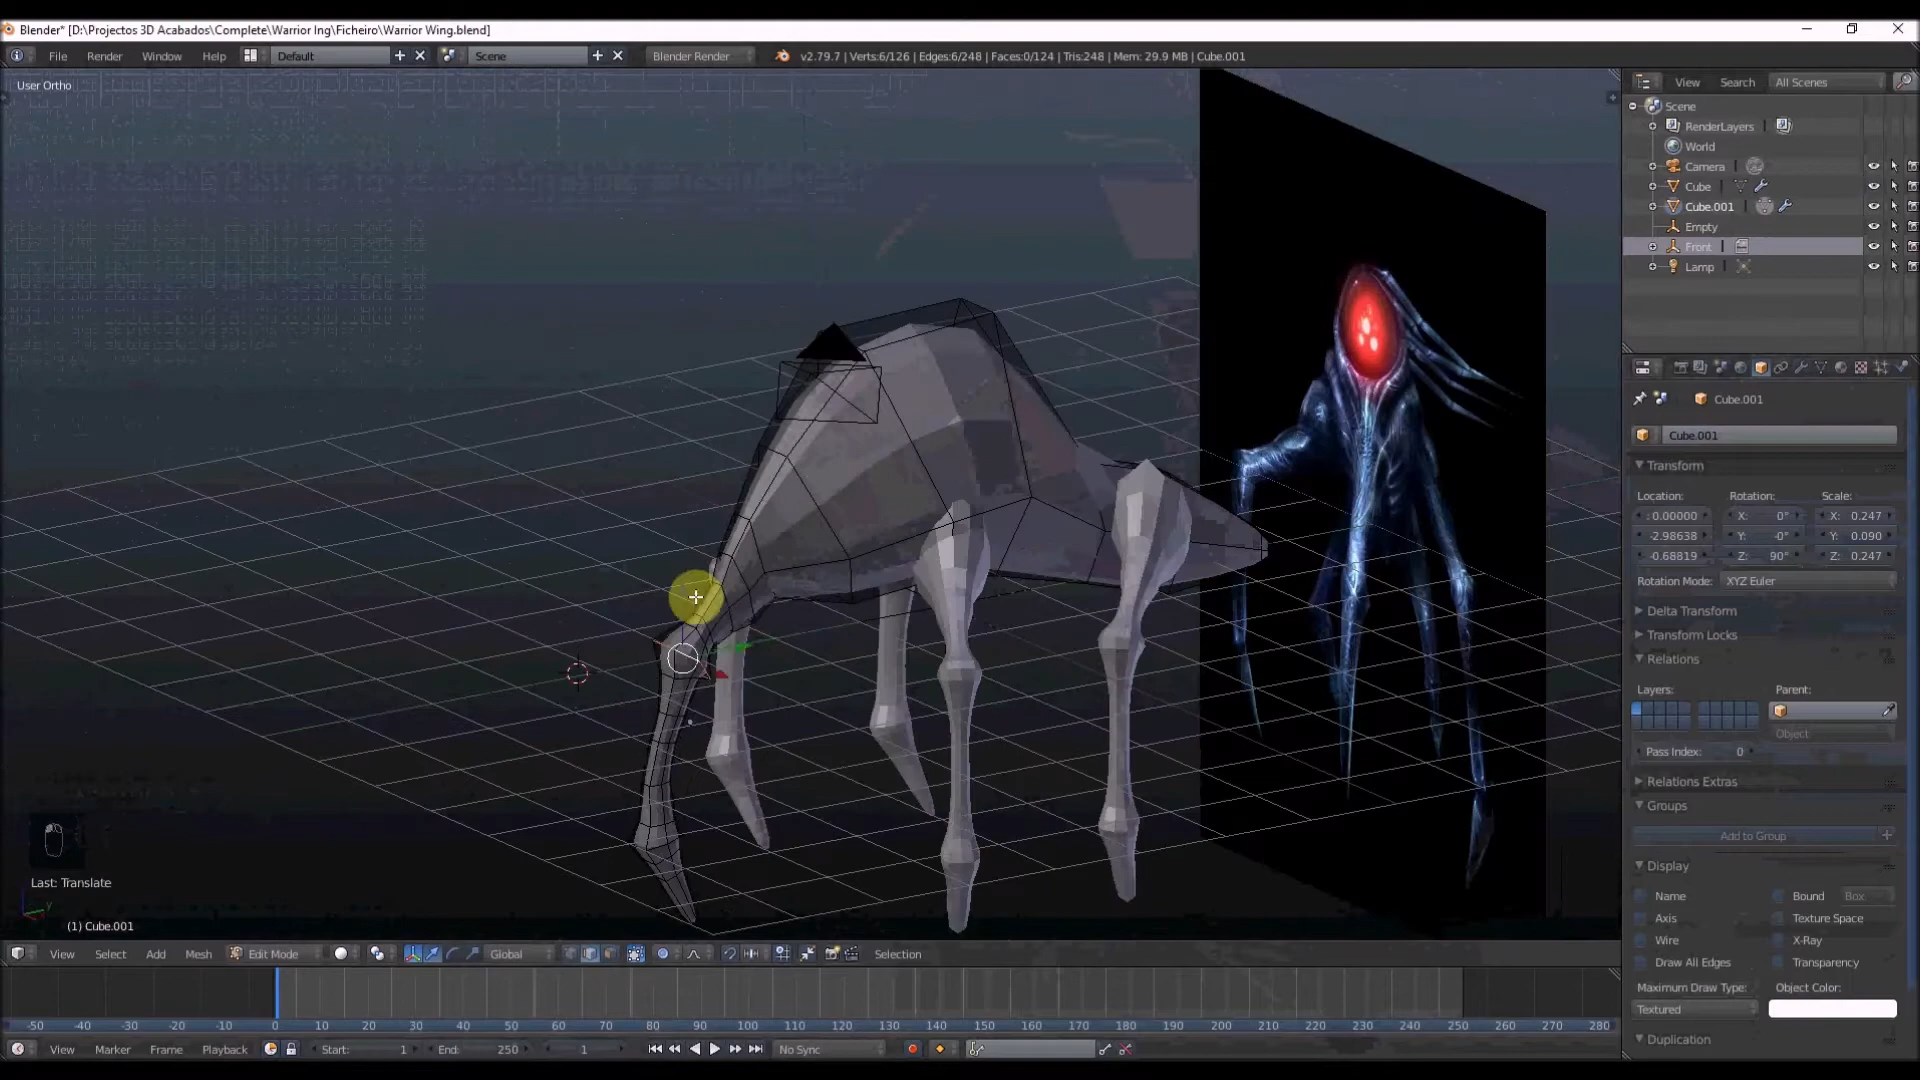 Blender* [D:\Projectos 3D Acabados\Complete\Warrior Ing\Ficheiro\Warrior Wing.blend]
File Render Window Help Default Scene Blender Render v2.79.7 | Verts:6/126 | Edges:6/248 | Faces:0/124 | Tris:248 | Mem: 29.9 MB | Cube.001
User Ortho
View Search All Scenes
Scene
RenderLayers
World
Camera
Cube
Cube.001
Empty
Front
Lamp
Cube.001
Cube.001
Transform
Location: Rotation: Scale:
: 0.00000 X: 0° X: 0.247
-2.98638 Y: -0° Y: 0.090
-0.68819 Z: 90° Z: 0.247
Rotation Mode: XYZ Euler
Delta Transform
Transform Locks
Relations
Layers: Parent:
Object
Pass Index: 0
Relations Extras
Groups
Add to Group
Display
Name Bound Box
Axis Texture Space
Wire X-Ray
Draw All Edges Transparency
Maximum Draw Type: Object Color:
Textured
Duplication
Last: Translate
y
(1) Cube.001
View Select Add Mesh Edit Mode Global Selection
-50 -40 -30 -20 -10 0 10 20 30 40 50 60 70 80 90 100 110 120 130 140 150 160 170 180 190 200 210 220 230 240 250 260 270 280
View Marker Frame Playback Start: 1 End: 250 1 No Sync